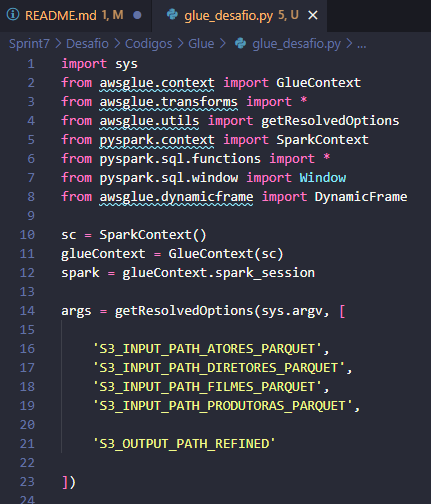 README.md 1, M
glue_desafio.py 5, U
Sprint7 > Desafio > Codigos > Glue > glue_desafio.py > ...
1 import sys
2 from awsglue.context import GlueContext
3 from awsglue.transforms import *
4 from awsglue.utils import getResolvedOptions
5 from pyspark.context import SparkContext
6 from pyspark.sql.functions import *
7 from pyspark.sql.window import Window
8 from awsglue.dynamicframe import DynamicFrame
9
10 sc = SparkContext()
11 glueContext = GlueContext(sc)
12 spark = glueContext.spark_session
13
14 args = getResolvedOptions(sys.argv, [
15
16     'S3_INPUT_PATH_ATORES_PARQUET',
17     'S3_INPUT_PATH_DIRETORES_PARQUET',
18     'S3_INPUT_PATH_FILMES_PARQUET',
19     'S3_INPUT_PATH_PRODUTORAS_PARQUET',
20
21     'S3_OUTPUT_PATH_REFINED'
22
23 ])
24